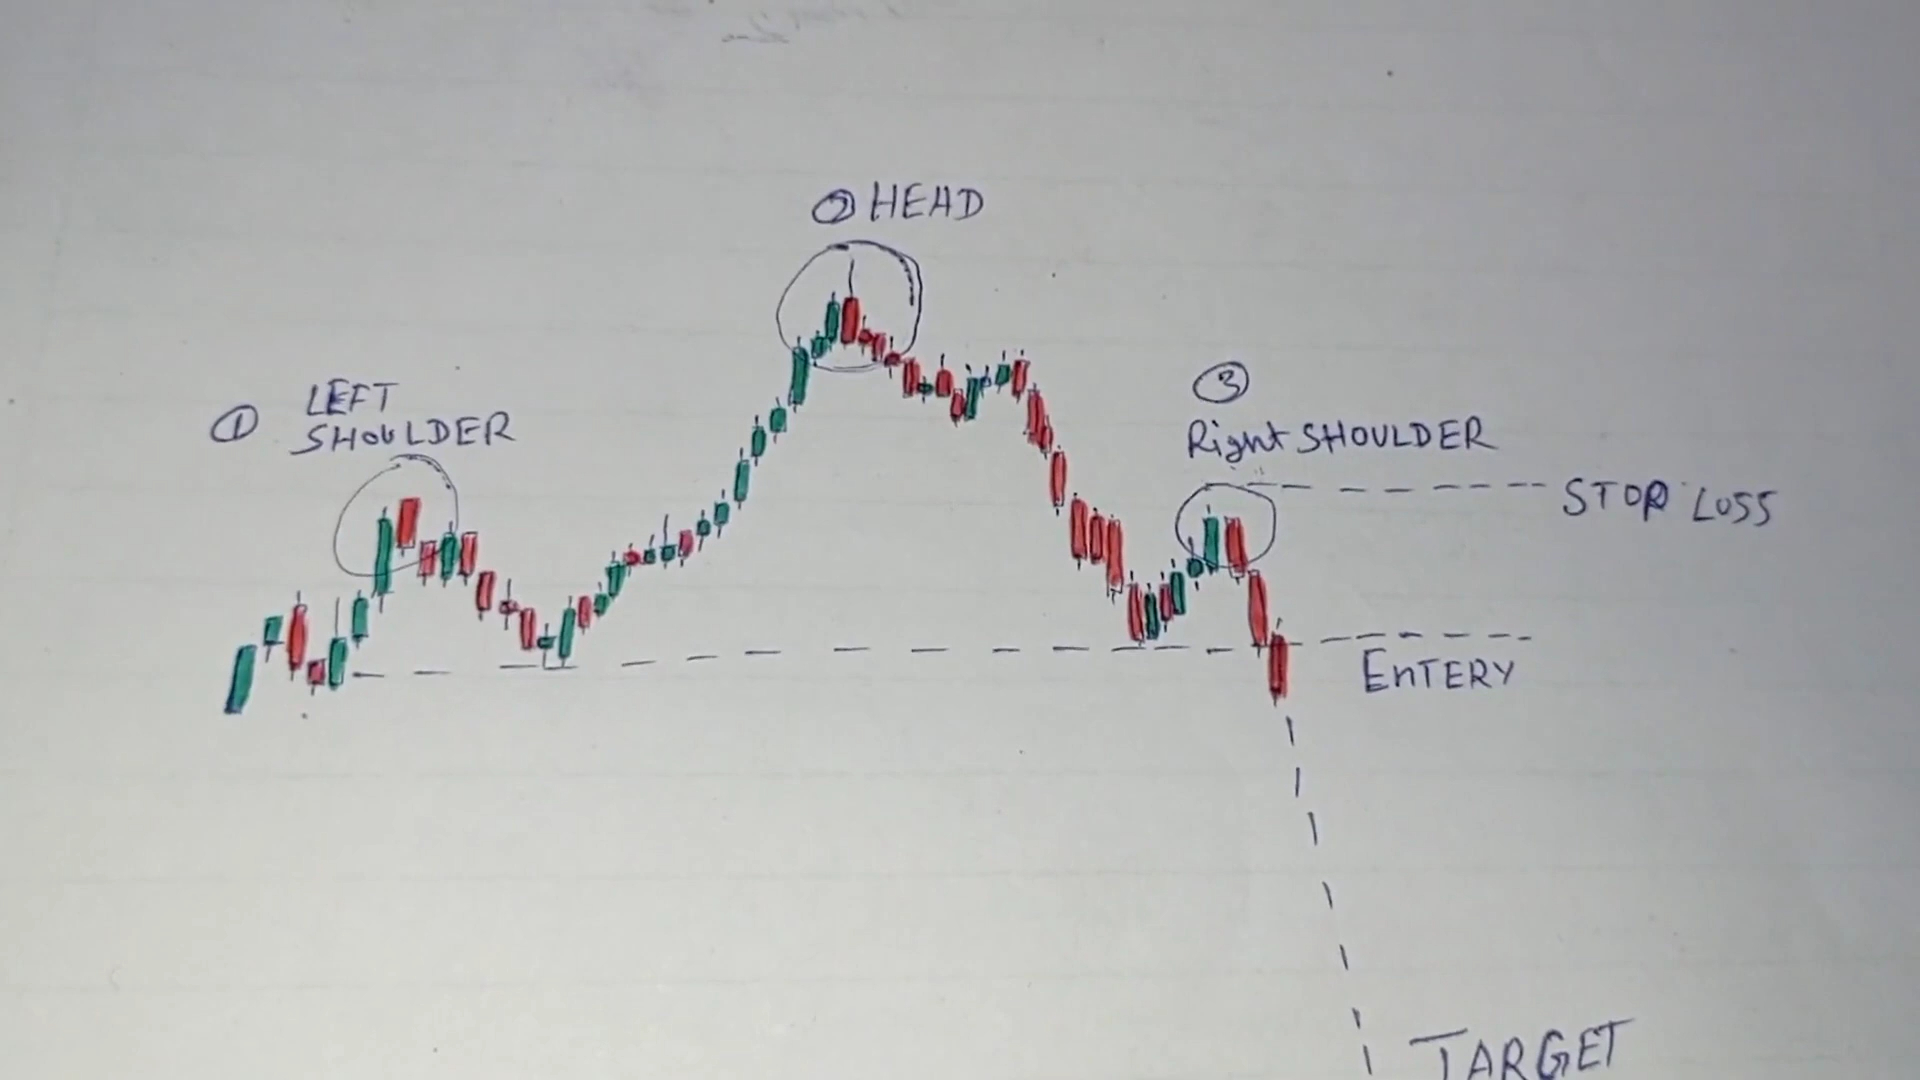 ② HEAD
① LEFT
SHOULDER
③
Right SHOULDER
STOP LOSS
EnTERY
TARGET